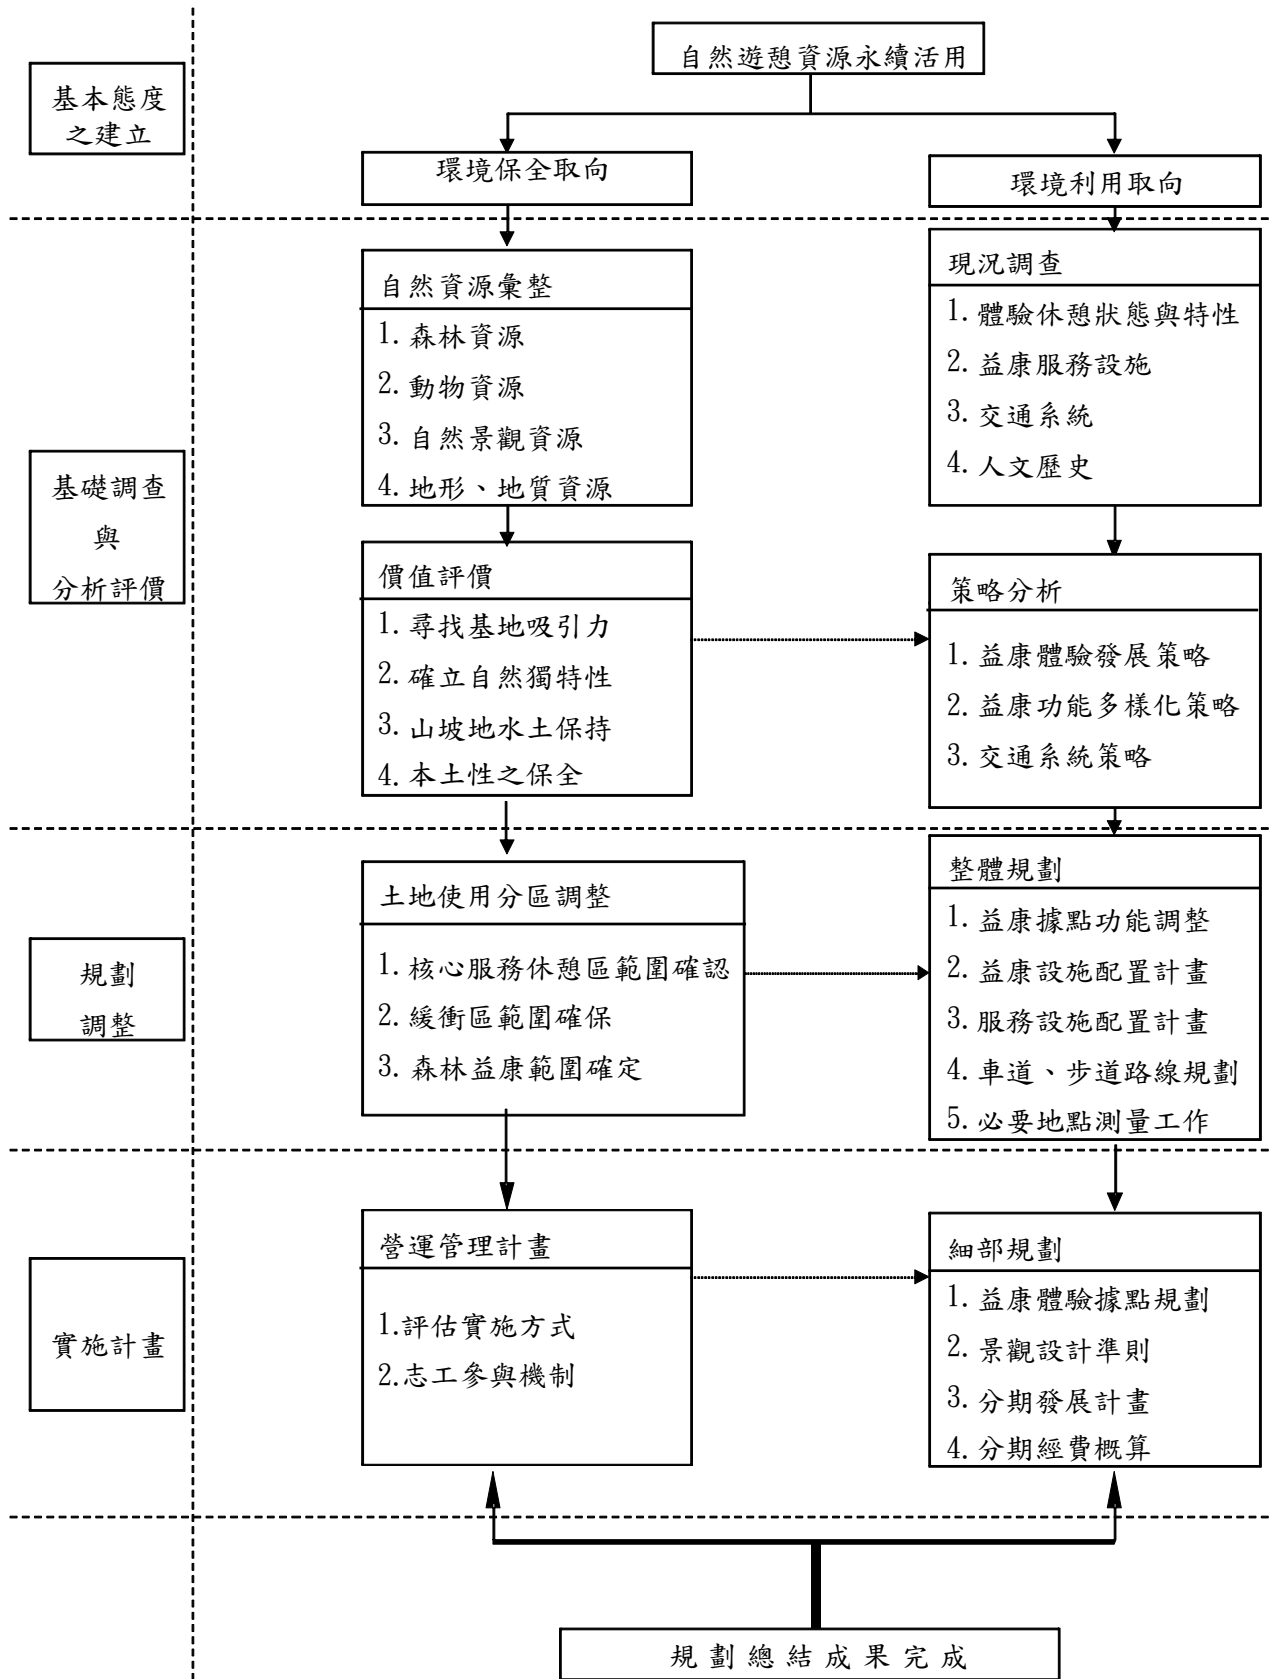 自然遊憩資源永續活用
基本態度
之建立
環境保全取向
環境利用取向
基礎調查
與
分析評價
自然資源彙整
1. 森林資源
2. 動物資源
3. 自然景觀資源
4. 地形、地質資源
現況調查
1. 體驗休憩狀態與特性
2. 益康服務設施
3. 交通系統
4. 人文歷史
價值評價
1. 尋找基地吸引力
2. 確立自然獨特性
3. 山坡地水土保持
4. 本土性之保全
策略分析
1. 益康體驗發展策略
2. 益康功能多樣化策略
3. 交通系統策略
規劃
調整
土地使用分區調整
1. 核心服務休憩區範圍確認
2. 緩衝區範圍確保
3. 森林益康範圍確定
整體規劃
1. 益康據點功能調整
2. 益康設施配置計畫
3. 服務設施配置計畫
4. 車道、步道路線規劃
5. 必要地點測量工作
實施計畫
營運管理計畫
1.評估實施方式
2.志工參與機制
細部規劃
1. 益康體驗據點規劃
2. 景觀設計準則
3. 分期發展計畫
4. 分期經費概算
規劃總結成果完成